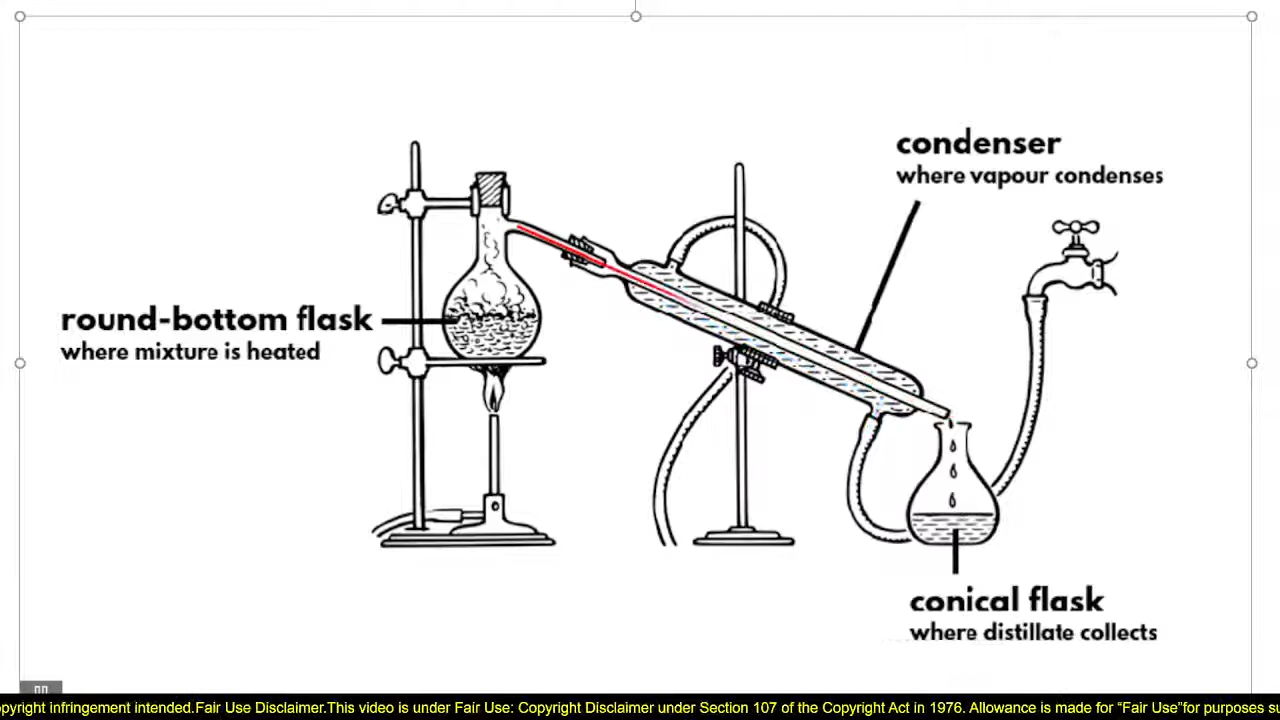 condenser
where vapour condenses
round-bottom flask
where mixture is heated
conical flask
where distillate collects
opyright infringement intended.Fair Use Disclaimer.This video is under Fair Use: Copyright Disclaimer under Section 107 of the Copyright Act in 1976. Allowance is made for "Fair Use"for purposes su